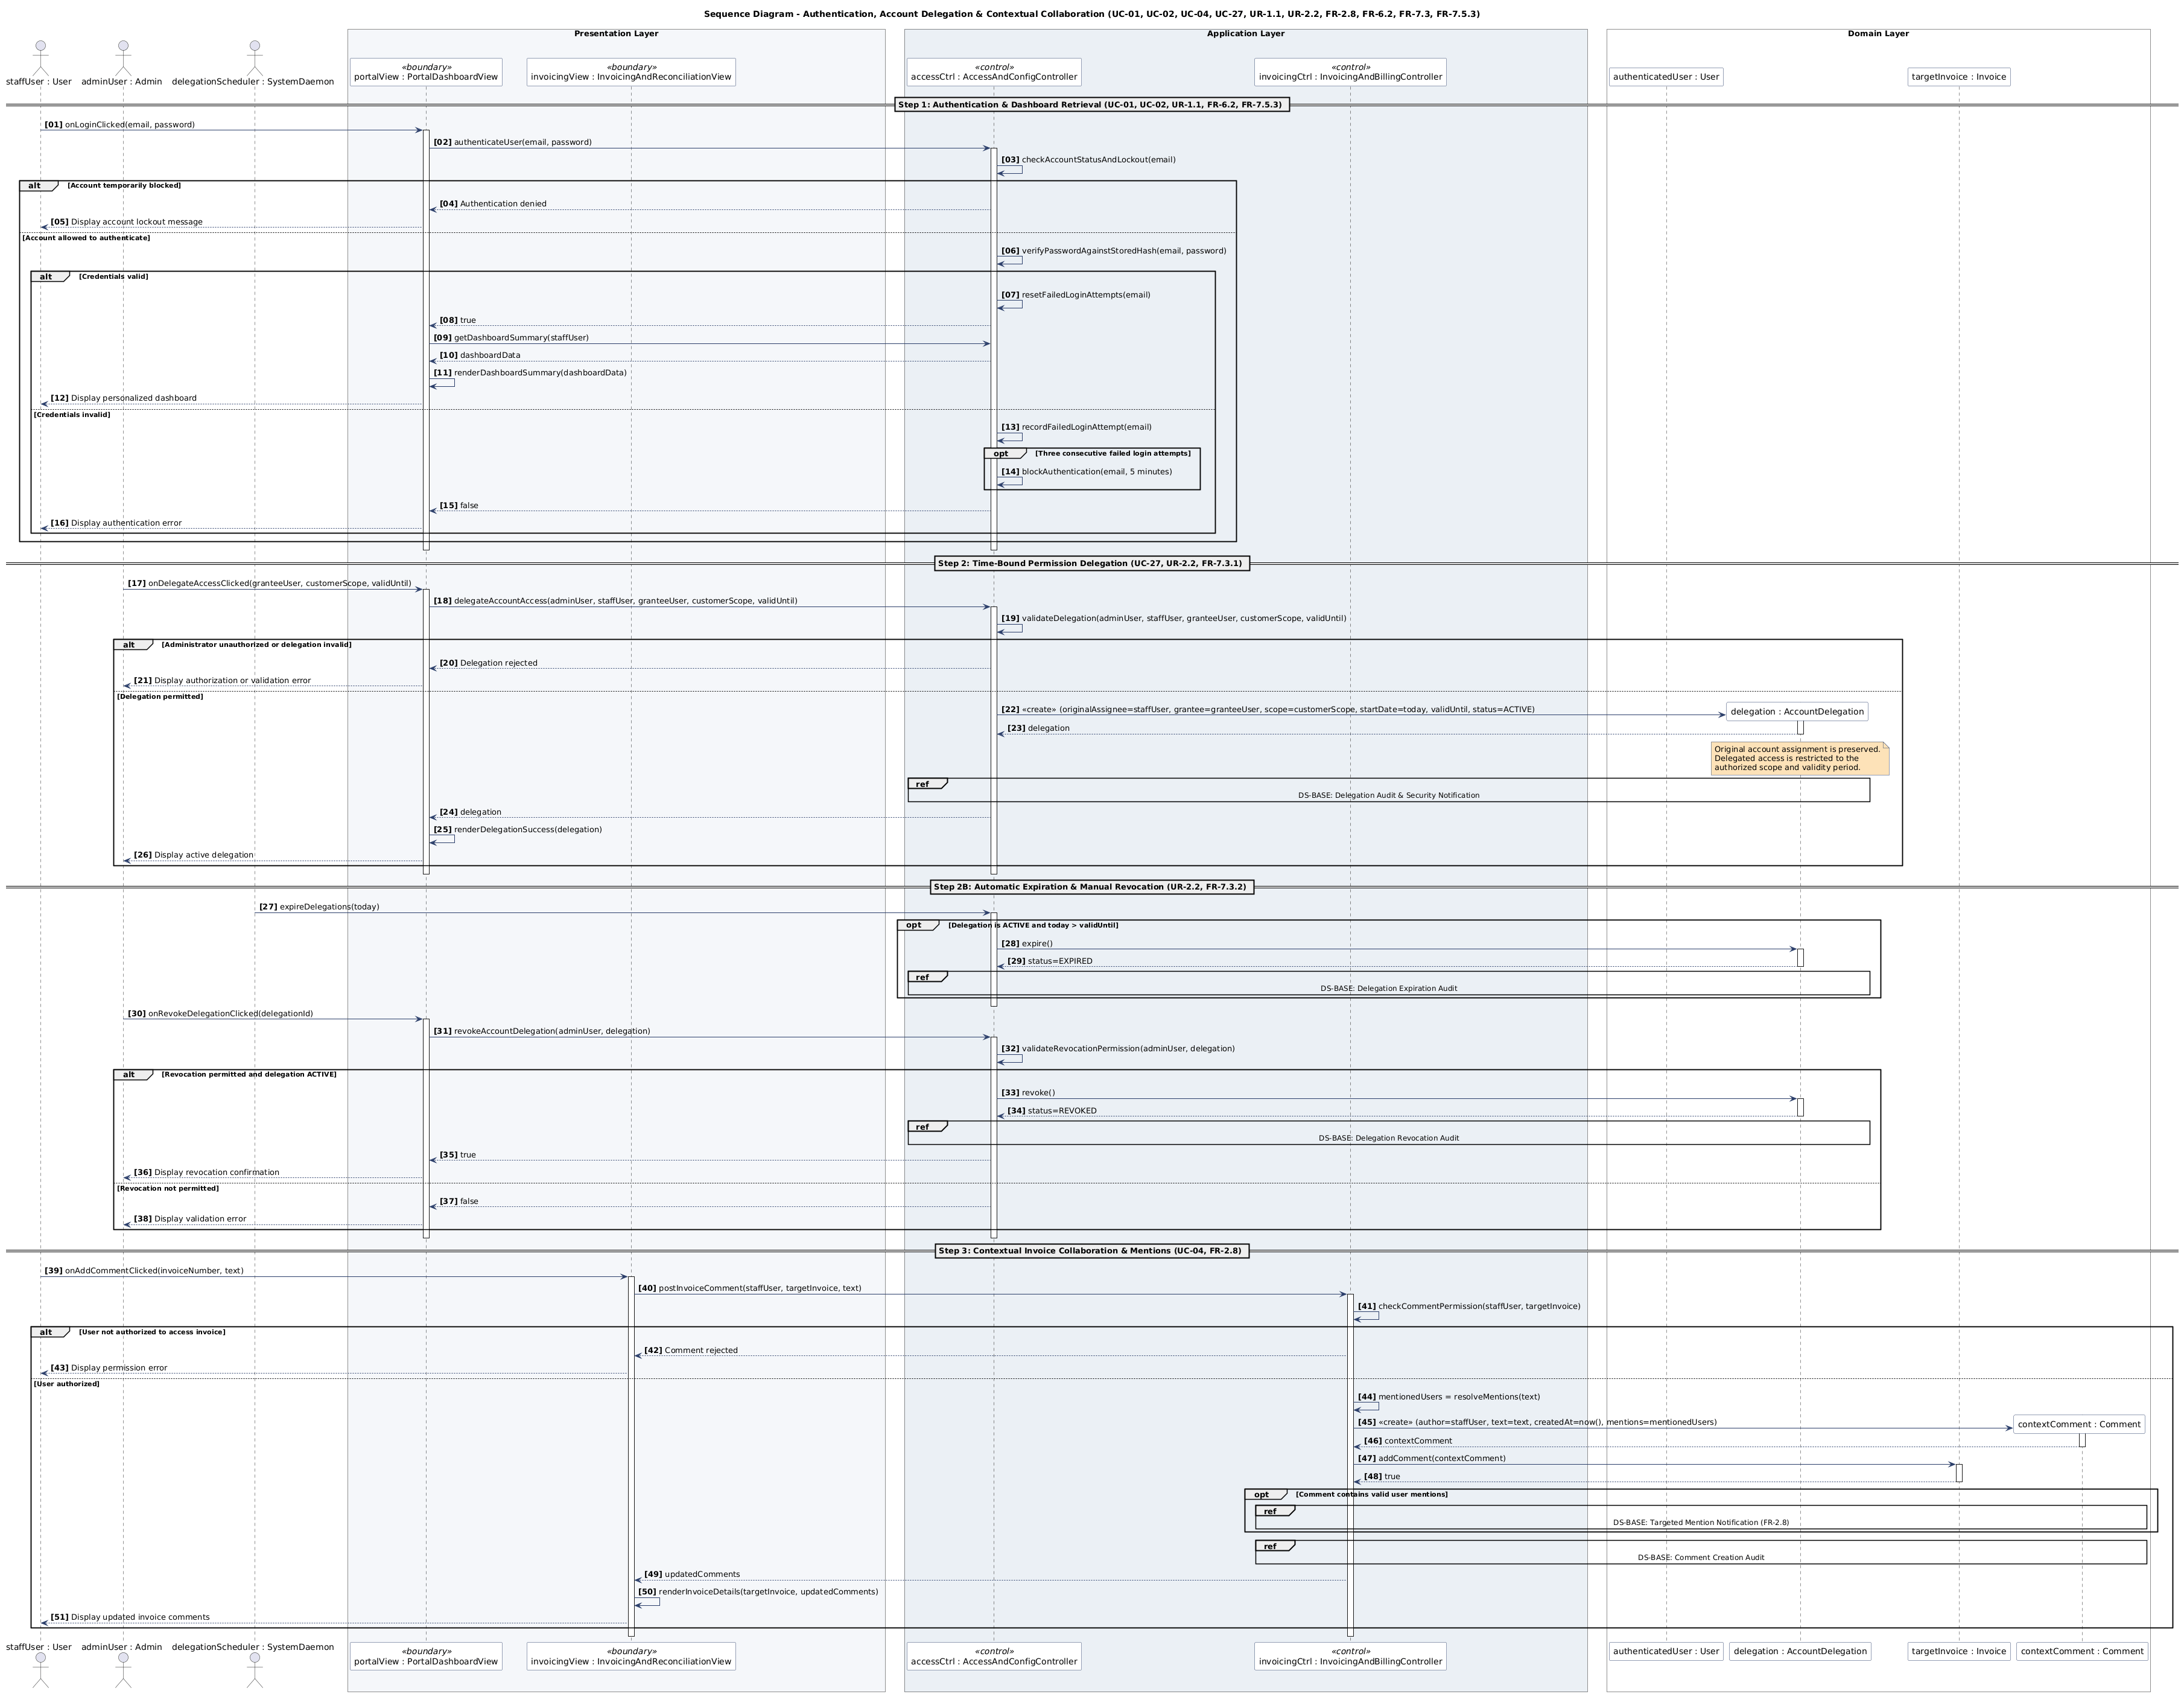 Sequence Diagram - Authentication, Account Delegation & Contextual Collaboration (UC-01, UC-02, UC-04, UC-27, UR-1.1, UR-2.2, FR-2.8, FR-6.2, FR-7.3, FR-7.5.3)
Presentation Layer
Application Layer
Domain Layer
staffUser : User
adminUser : Admin
delegationScheduler : SystemDaemon
«boundary»
portalView : PortalDashboardView
«boundary»
invoicingView : InvoicingAndReconciliationView
«control»
accessCtrl : AccessAndConfigController
«control»
invoicingCtrl : InvoicingAndBillingController
authenticatedUser : User
targetInvoice : Invoice
Step 1: Authentication & Dashboard Retrieval (UC-01, UC-02, UR-1.1, FR-6.2, FR-7.5.3)
[01] onLoginClicked(email, password)
[02] authenticateUser(email, password)
[03] checkAccountStatusAndLockout(email)
alt [Account temporarily blocked]
[04] Authentication denied
[05] Display account lockout message
[Account allowed to authenticate]
[06] verifyPasswordAgainstStoredHash(email, password)
alt [Credentials valid]
[07] resetFailedLoginAttempts(email)
[08] true
[09] getDashboardSummary(staffUser)
[10] dashboardData
[11] renderDashboardSummary(dashboardData)
[12] Display personalized dashboard
[Credentials invalid]
[13] recordFailedLoginAttempt(email)
opt [Three consecutive failed login attempts]
[14] blockAuthentication(email, 5 minutes)
[15] false
[16] Display authentication error
Step 2: Time-Bound Permission Delegation (UC-27, UR-2.2, FR-7.3.1)
[17] onDelegateAccessClicked(granteeUser, customerScope, validUntil)
[18] delegateAccountAccess(adminUser, staffUser, granteeUser, customerScope, validUntil)
[19] validateDelegation(adminUser, staffUser, granteeUser, customerScope, validUntil)
alt [Administrator unauthorized or delegation invalid]
[20] Delegation rejected
[21] Display authorization or validation error
[Delegation permitted]
[22] «create» (originalAssignee=staffUser, grantee=granteeUser, scope=customerScope, startDate=today, validUntil, status=ACTIVE)
delegation : AccountDelegation
[23] delegation
Original account assignment is preserved.
Delegated access is restricted to the
authorized scope and validity period.
ref
DS-BASE: Delegation Audit & Security Notification
[24] delegation
[25] renderDelegationSuccess(delegation)
[26] Display active delegation
Step 2B: Automatic Expiration & Manual Revocation (UR-2.2, FR-7.3.2)
[27] expireDelegations(today)
opt [Delegation is ACTIVE and today > validUntil]
[28] expire()
[29] status=EXPIRED
ref
DS-BASE: Delegation Expiration Audit
[30] onRevokeDelegationClicked(delegationId)
[31] revokeAccountDelegation(adminUser, delegation)
[32] validateRevocationPermission(adminUser, delegation)
alt [Revocation permitted and delegation ACTIVE]
[33] revoke()
[34] status=REVOKED
ref
DS-BASE: Delegation Revocation Audit
[35] true
[36] Display revocation confirmation
[Revocation not permitted]
[37] false
[38] Display validation error
Step 3: Contextual Invoice Collaboration & Mentions (UC-04, FR-2.8)
[39] onAddCommentClicked(invoiceNumber, text)
[40] postInvoiceComment(staffUser, targetInvoice, text)
[41] checkCommentPermission(staffUser, targetInvoice)
alt [User not authorized to access invoice]
[42] Comment rejected
[43] Display permission error
[User authorized]
[44] mentionedUsers = resolveMentions(text)
[45] «create» (author=staffUser, text=text, createdAt=now(), mentions=mentionedUsers)
contextComment : Comment
[46] contextComment
[47] addComment(contextComment)
[48] true
opt [Comment contains valid user mentions]
ref
DS-BASE: Targeted Mention Notification (FR-2.8)
ref
DS-BASE: Comment Creation Audit
[49] updatedComments
[50] renderInvoiceDetails(targetInvoice, updatedComments)
[51] Display updated invoice comments
staffUser : User
adminUser : Admin
delegationScheduler : SystemDaemon
«boundary»
portalView : PortalDashboardView
«boundary»
invoicingView : InvoicingAndReconciliationView
«control»
accessCtrl : AccessAndConfigController
«control»
invoicingCtrl : InvoicingAndBillingController
authenticatedUser : User
delegation : AccountDelegation
targetInvoice : Invoice
contextComment : Comment